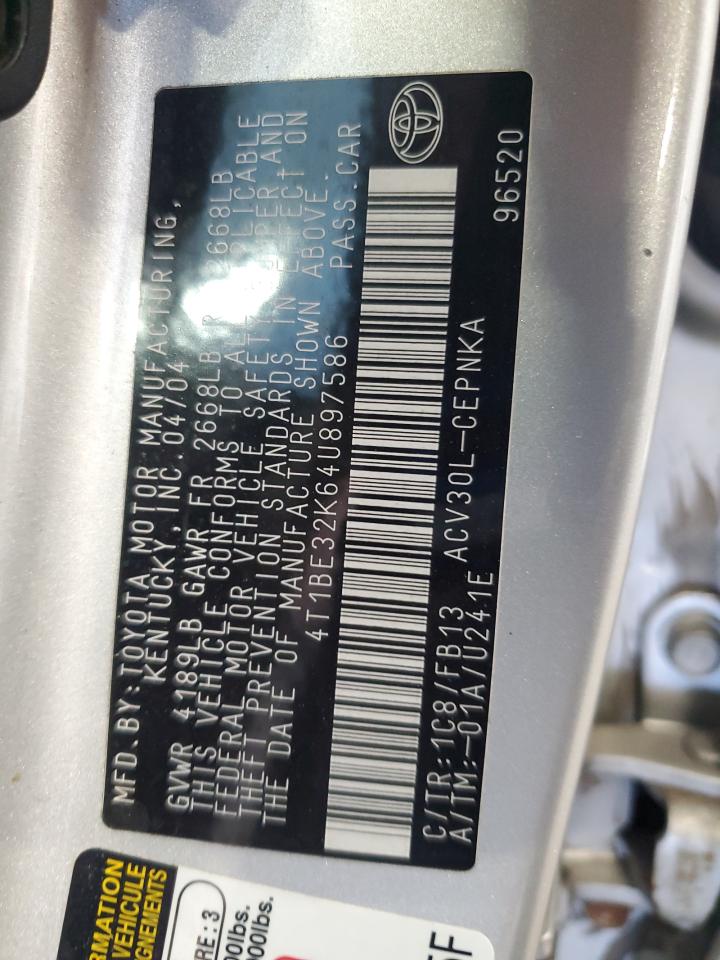 MFD.BY:TOYOTA MOTOR MANUFACTURING,
KENTUCKY,INC.04/04
GVWR 4189LB GAWR FR 2668LB RR 2668LB
THIS VEHICLE CONFORMS TO ALL APPLICABLE
FEDERAL MOTOR VEHICLE SAFETY BUMPER AND
THEFT PREVENTION STANDARDS IN EFFECT ON
THE DATE OF MANUFACTURE SHOWN ABOVE.
4T1BE32K64U897586 PASS.CAR
C/TR:1C8/FB13 ACV30L-CEPNKA 96520
A/TM:-01A/U241E
VEHICULE